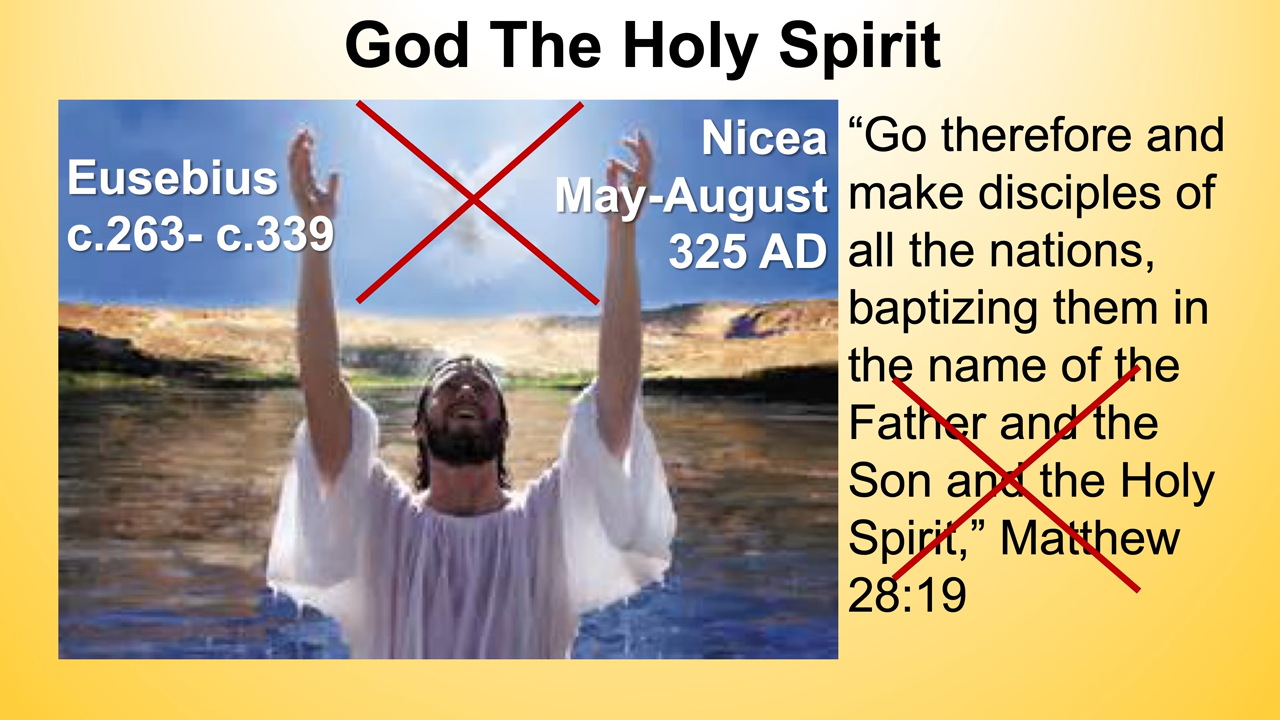 God The Holy Spirit
Eusebius
c.263- c.339
Nicea
May-August
325 AD
“Go therefore and
make disciples of
all the nations,
baptizing them in
the name of the
Father and the
Son and the Holy
Spirit,” Matthew
28:19